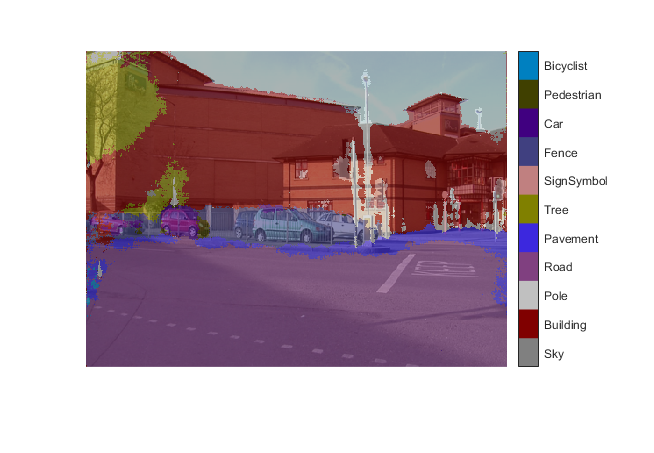 Bicyclist
Pedestrian
Car
Fence
SignSymbol
Tree
Pavement
Road
Pole
Building
Sky